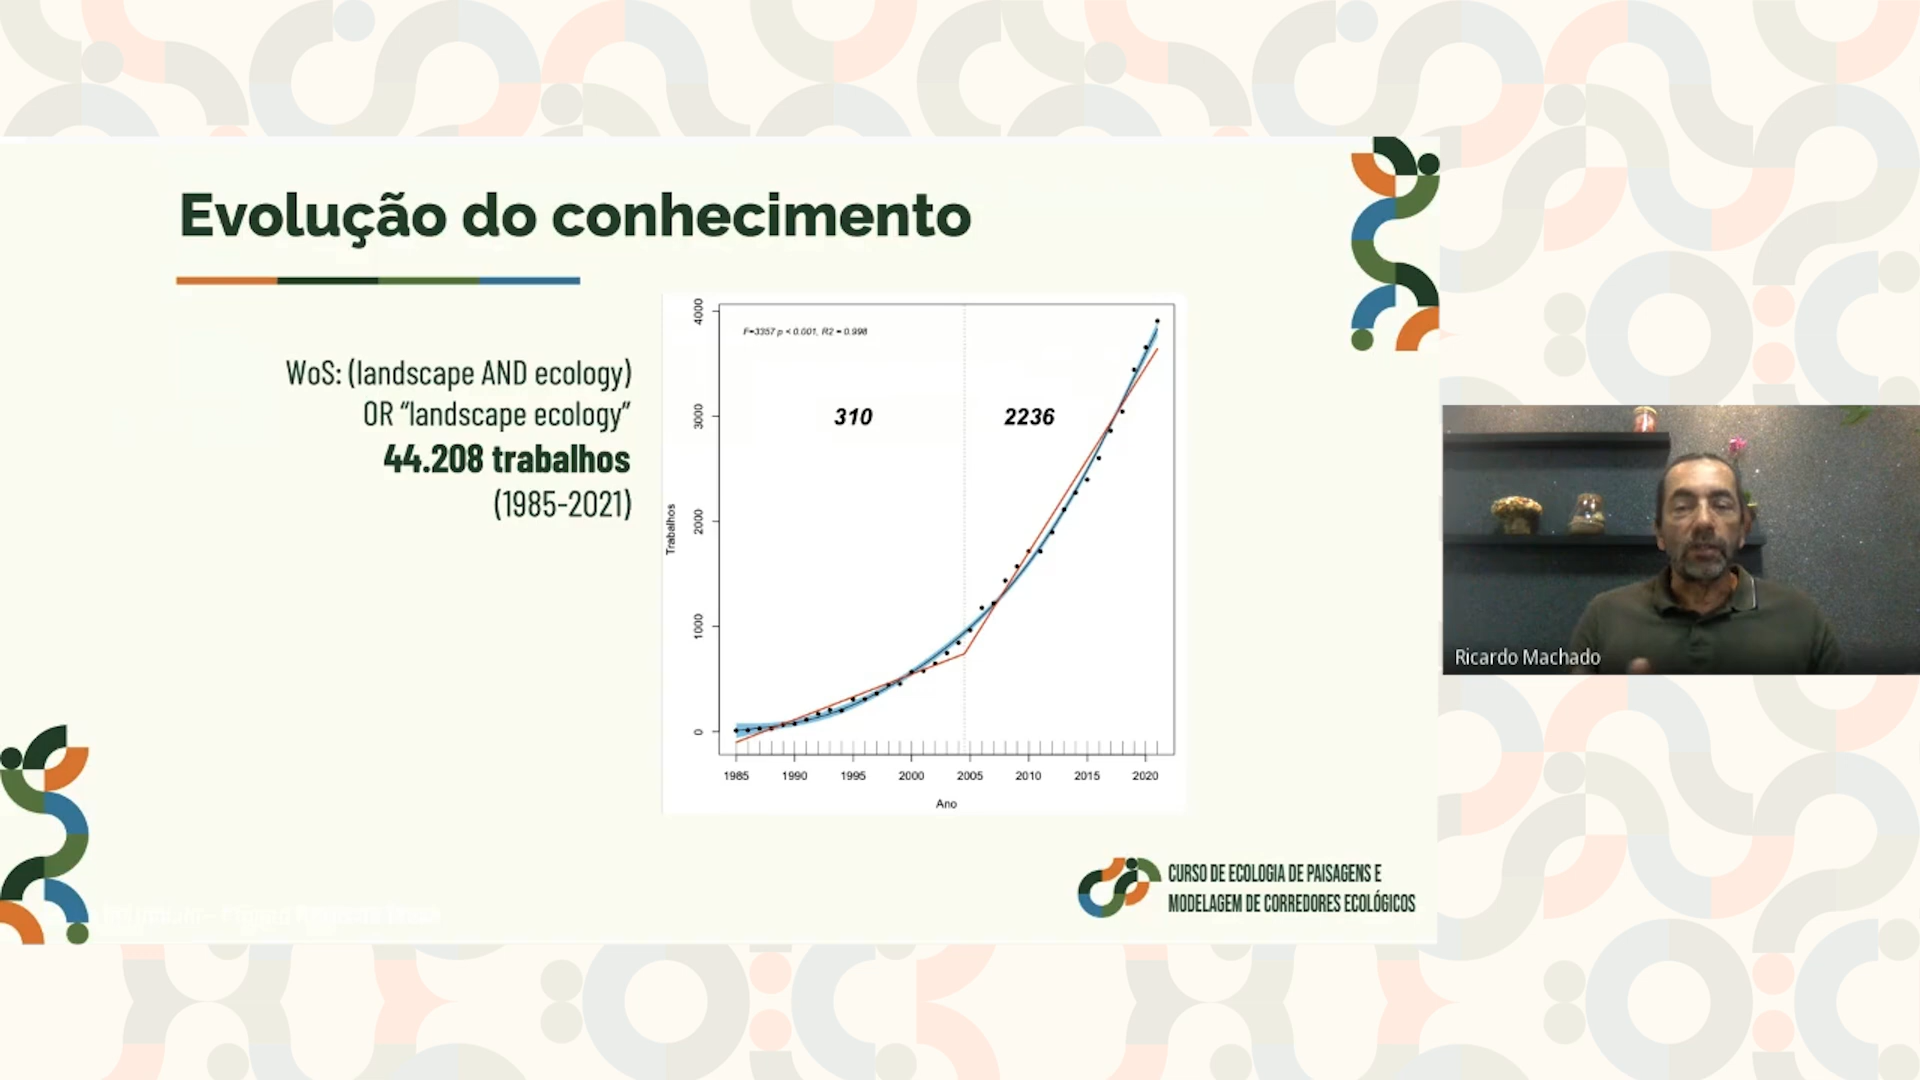 Evolução do conhecimento
WoS: (landscape AND ecology)
OR “landscape ecology”
44.208 trabalhos
(1985-2021)
F=3357 p < 0.001, R2 = 0.998
310
2236
Trabalhos
4000
3000
2000
1000
0
1985 1990 1995 2000 2005 2010 2015 2020
Ano
Ricardo Machado
CURSO DE ECOLOGIA DE PAISAGENS E
MODELAGEM DE CORREDORES ECOLÓGICOS